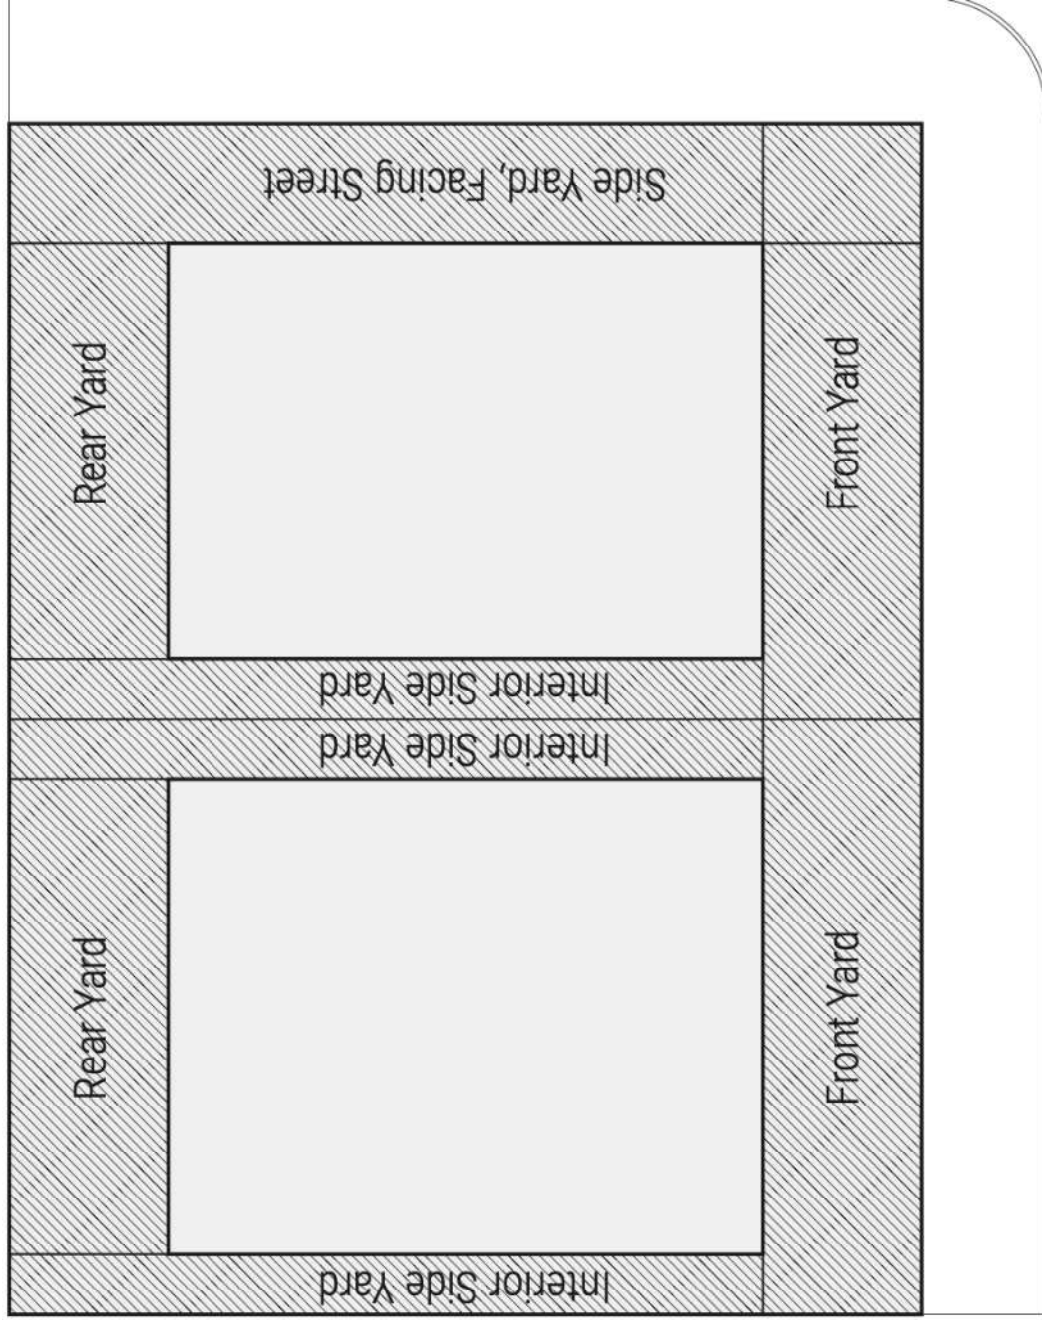 Side Yard, Facing Street
Rear Yard
Front Yard
Interior Side Yard
Interior Side Yard
Rear Yard
Front Yard
Interior Side Yard